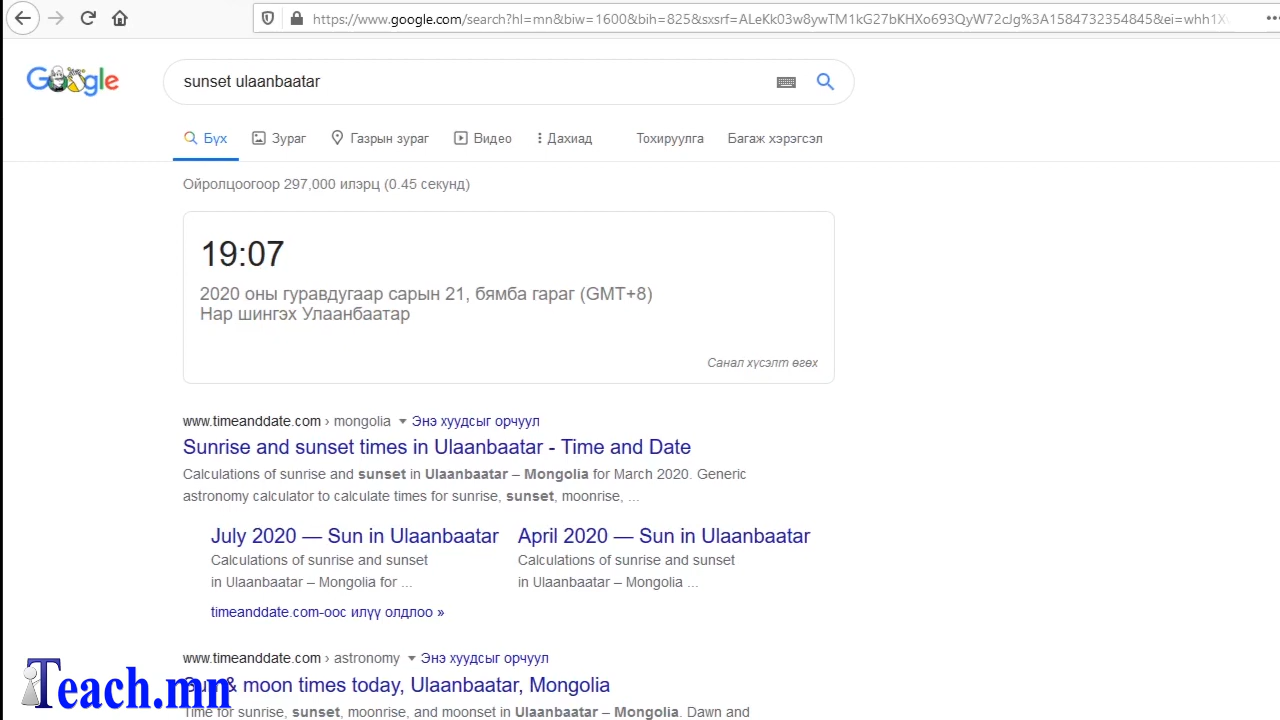 https://www.google.com/search?hl=mn&biw=1600&bih=825&sxsrf=ALeKk03w8ywTM1kG27bKHXo693QyW72cJg%3A1584732354845&ei=whh1X
Google
sunset ulaanbaatar
Бүх Зураг Газрын зураг Видео Дахиад Тохируулга Багаж хэрэгсэл
Ойролцоогоор 297,000 илэрц (0.45 секунд)
19:07
2020 оны гуравдугаар сарын 21, бямба гараг (GMT+8)
Нар шингэх Улаанбаатар
Санал хүсэлт өгөх
www.timeanddate.com › mongolia Энэ хуудсыг орчуул
Sunrise and sunset times in Ulaanbaatar - Time and Date
Calculations of sunrise and sunset in Ulaanbaatar – Mongolia for March 2020. Generic
astronomy calculator to calculate times for sunrise, sunset, moonrise, ...
July 2020 — Sun in Ulaanbaatar
Calculations of sunrise and sunset
in Ulaanbaatar – Mongolia for ...
April 2020 — Sun in Ulaanbaatar
Calculations of sunrise and sunset
in Ulaanbaatar – Mongolia ...
timeanddate.com-оос илүү олдлоо »
www.timeanddate.com › astronomy Энэ хуудсыг орчуул
Sun & moon times today, Ulaanbaatar, Mongolia
Time for sunrise, sunset, moonrise, and moonset in Ulaanbaatar – Mongolia. Dawn and
Teach.mn